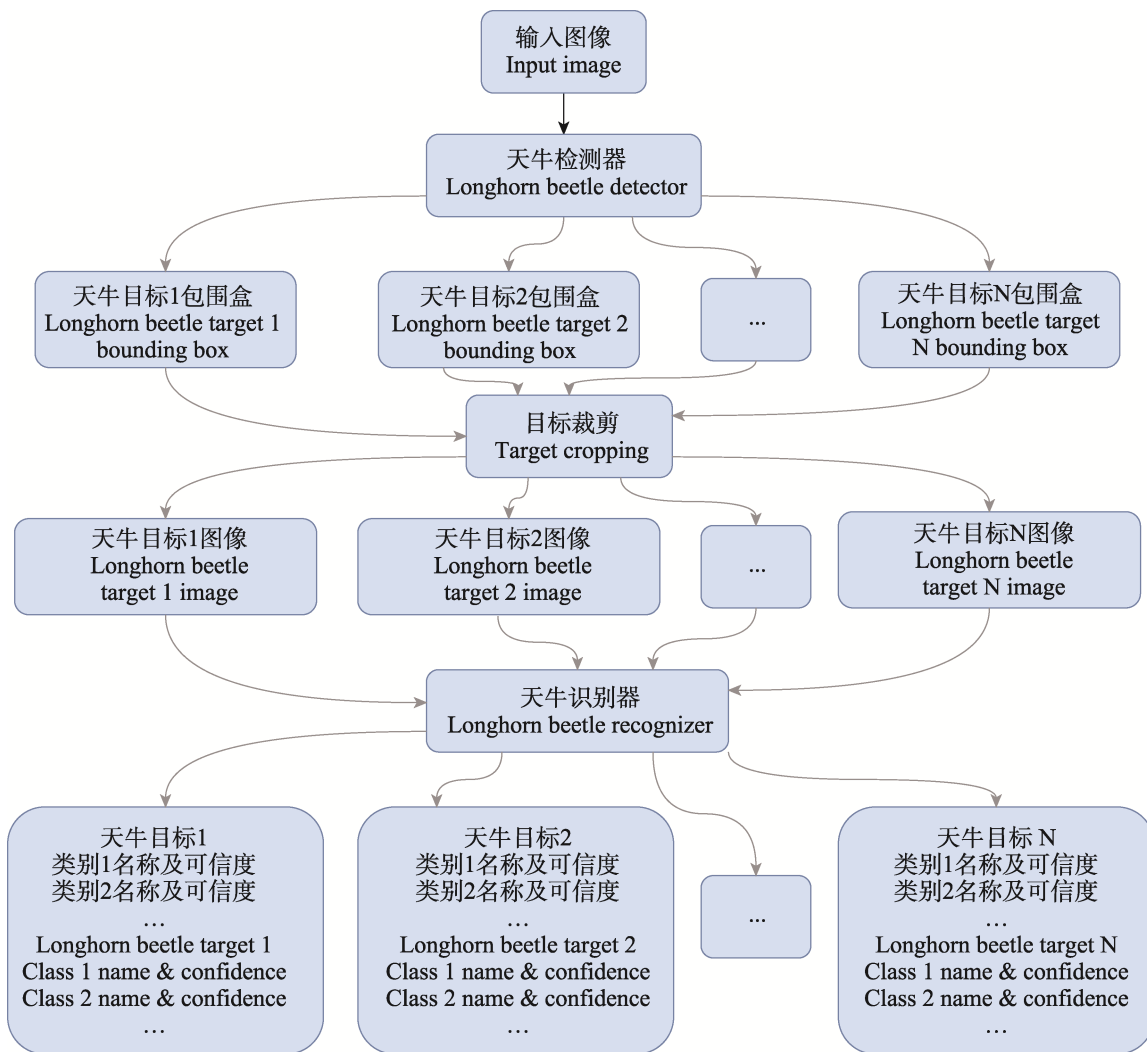 输入图像
Input image
天牛检测器
Longhorn beetle detector
天牛目标1包围盒
Longhorn beetle target 1
bounding box
天牛目标2包围盒
Longhorn beetle target 2
bounding box
...
天牛目标N包围盒
Longhorn beetle target
N bounding box
目标裁剪
Target cropping
天牛目标1图像
Longhorn beetle
target 1 image
天牛目标2图像
Longhorn beetle
target 2 image
...
天牛目标N图像
Longhorn beetle
target N image
天牛识别器
Longhorn beetle recognizer
天牛目标1
类别1名称及可信度
类别2名称及可信度
...
Longhorn beetle target 1
Class 1 name & confidence
Class 2 name & confidence
...
天牛目标2
类别1名称及可信度
类别2名称及可信度
...
Longhorn beetle target 2
Class 1 name & confidence
Class 2 name & confidence
...
...
天牛目标 N
类别1名称及可信度
类别2名称及可信度
...
Longhorn beetle target N
Class 1 name & confidence
Class 2 name & confidence
...